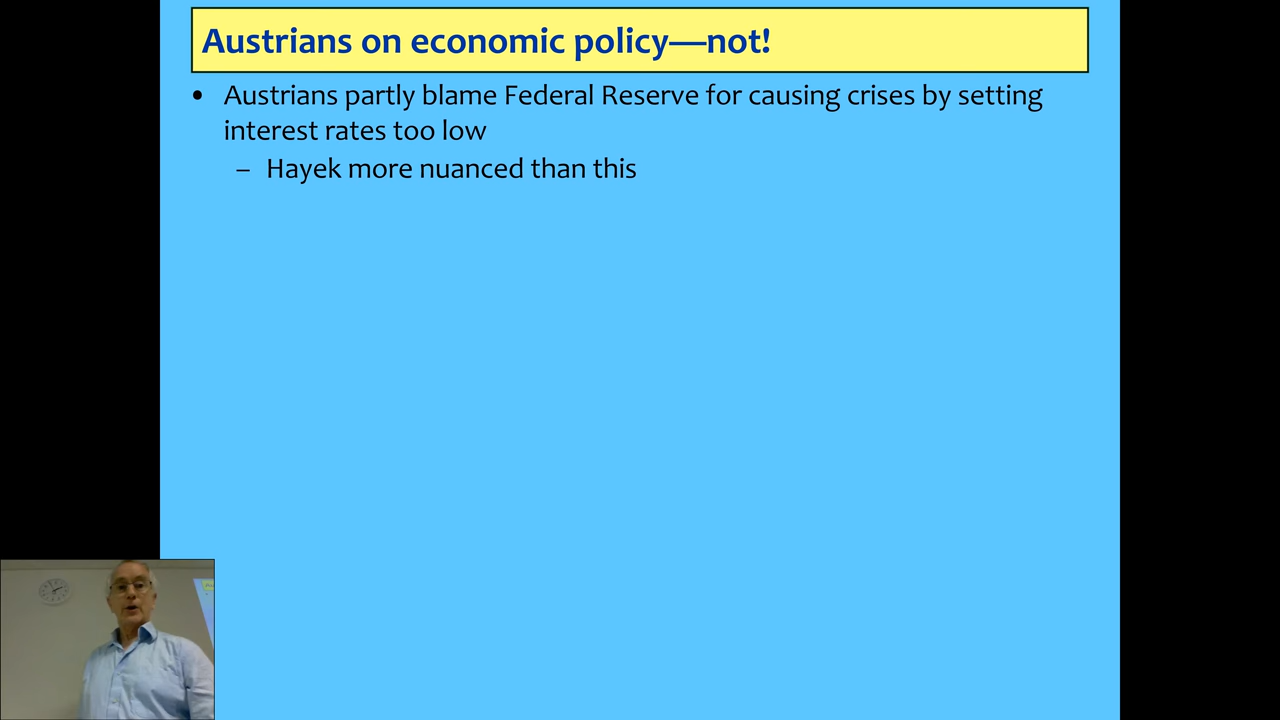 Austrians on economic policy—not!
• Austrians partly blame Federal Reserve for causing crises by setting
interest rates too low
– Hayek more nuanced than this